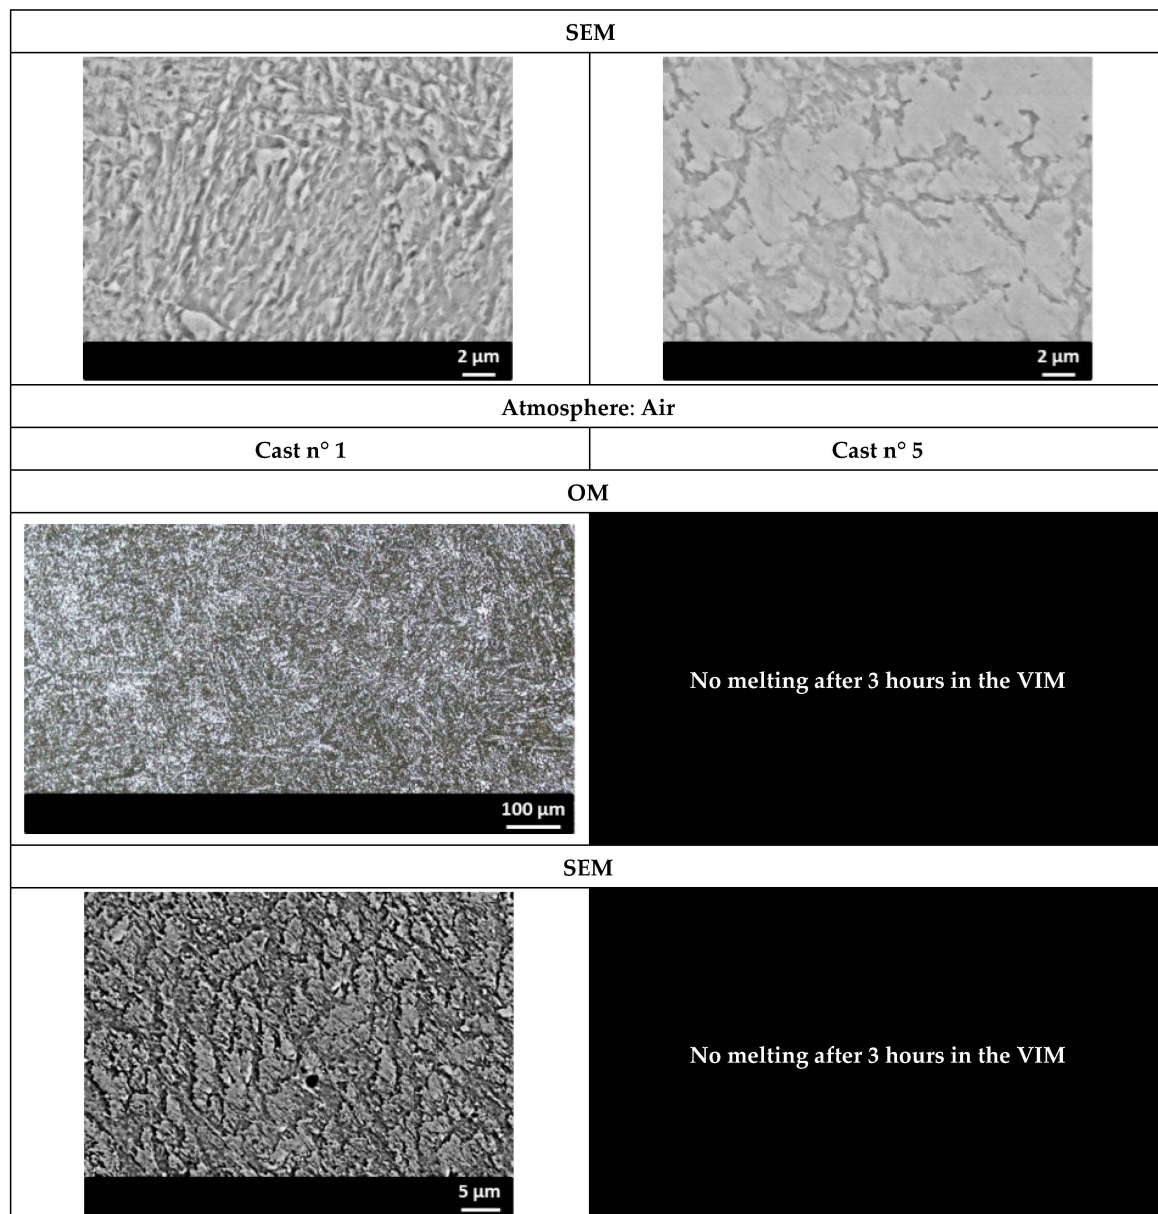 SEM
2 μm
2 μm
Atmosphere: Air
Cast n° 1
Cast n° 5
OM
100 μm
No melting after 3 hours in the VIM
SEM
5 μm
No melting after 3 hours in the VIM